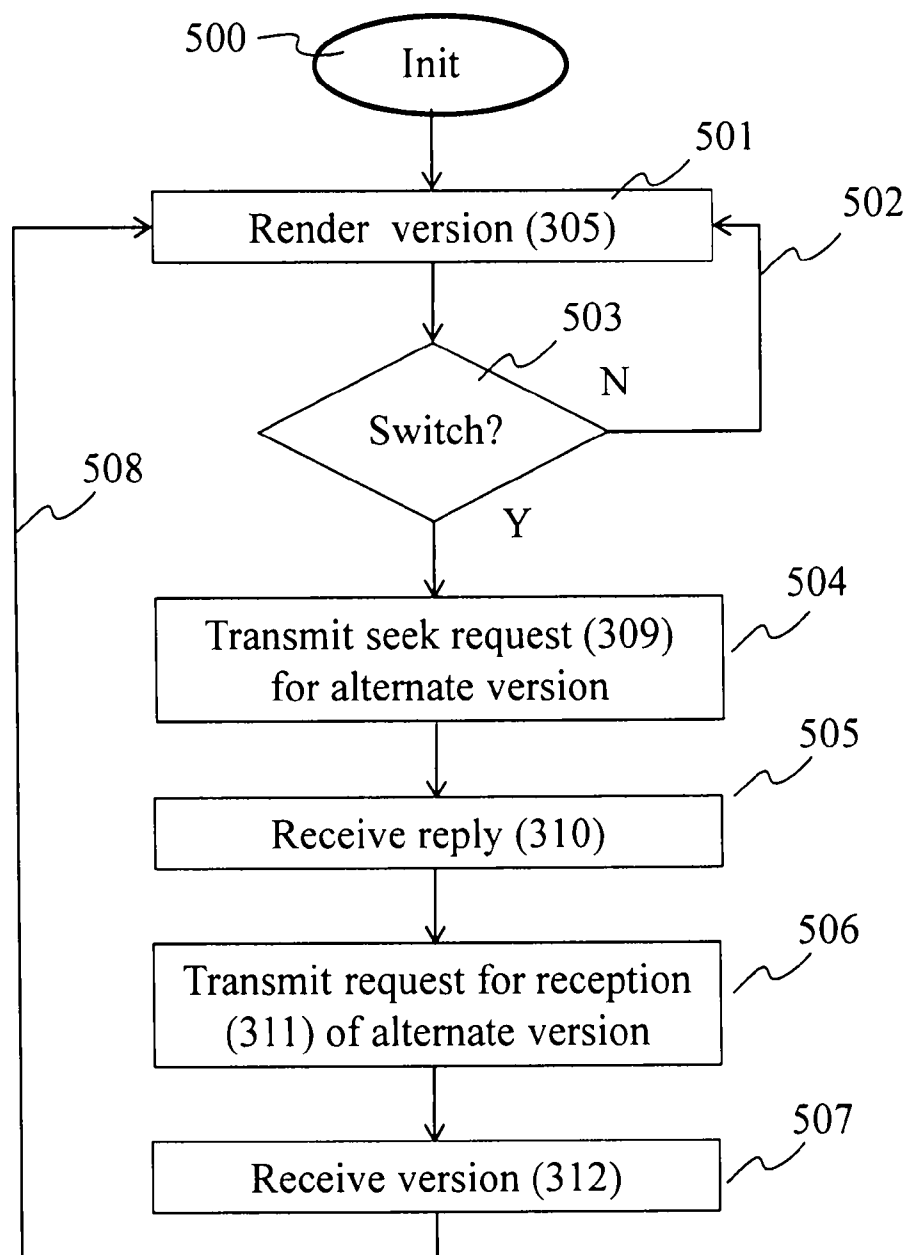 500
Init
501
502
Render version (305)
503
N
Switch?
508
Y
504
Transmit seek request (309)
for alternate version
505
Receive reply (310)
506
Transmit request for reception
(311) of alternate version
507
Receive version (312)